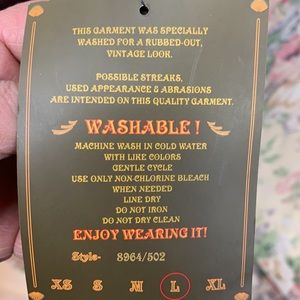 THIS GARMENT WAS SPECIALLY
WASHED FOR A RUBBED-OUT,
VINTAGE LOOK.
POSSIBLE STREAKS,
USED APPEARANCE & ABRASIONS
ARE INTENDED ON THIS QUALITY GARMENT.
WASHABLE!
MACHINE WASH IN COLD WATER
WITH LIKE COLORS
GENTLE CYCLE
USE ONLY NON-CHLORINE BLEACH
WHEN NEEDED
LINE DRY
DO NOT IRON
DO NOT DRY CLEAN
ENJOY WEARING IT!
Style- 8964/502
XS S M L XL